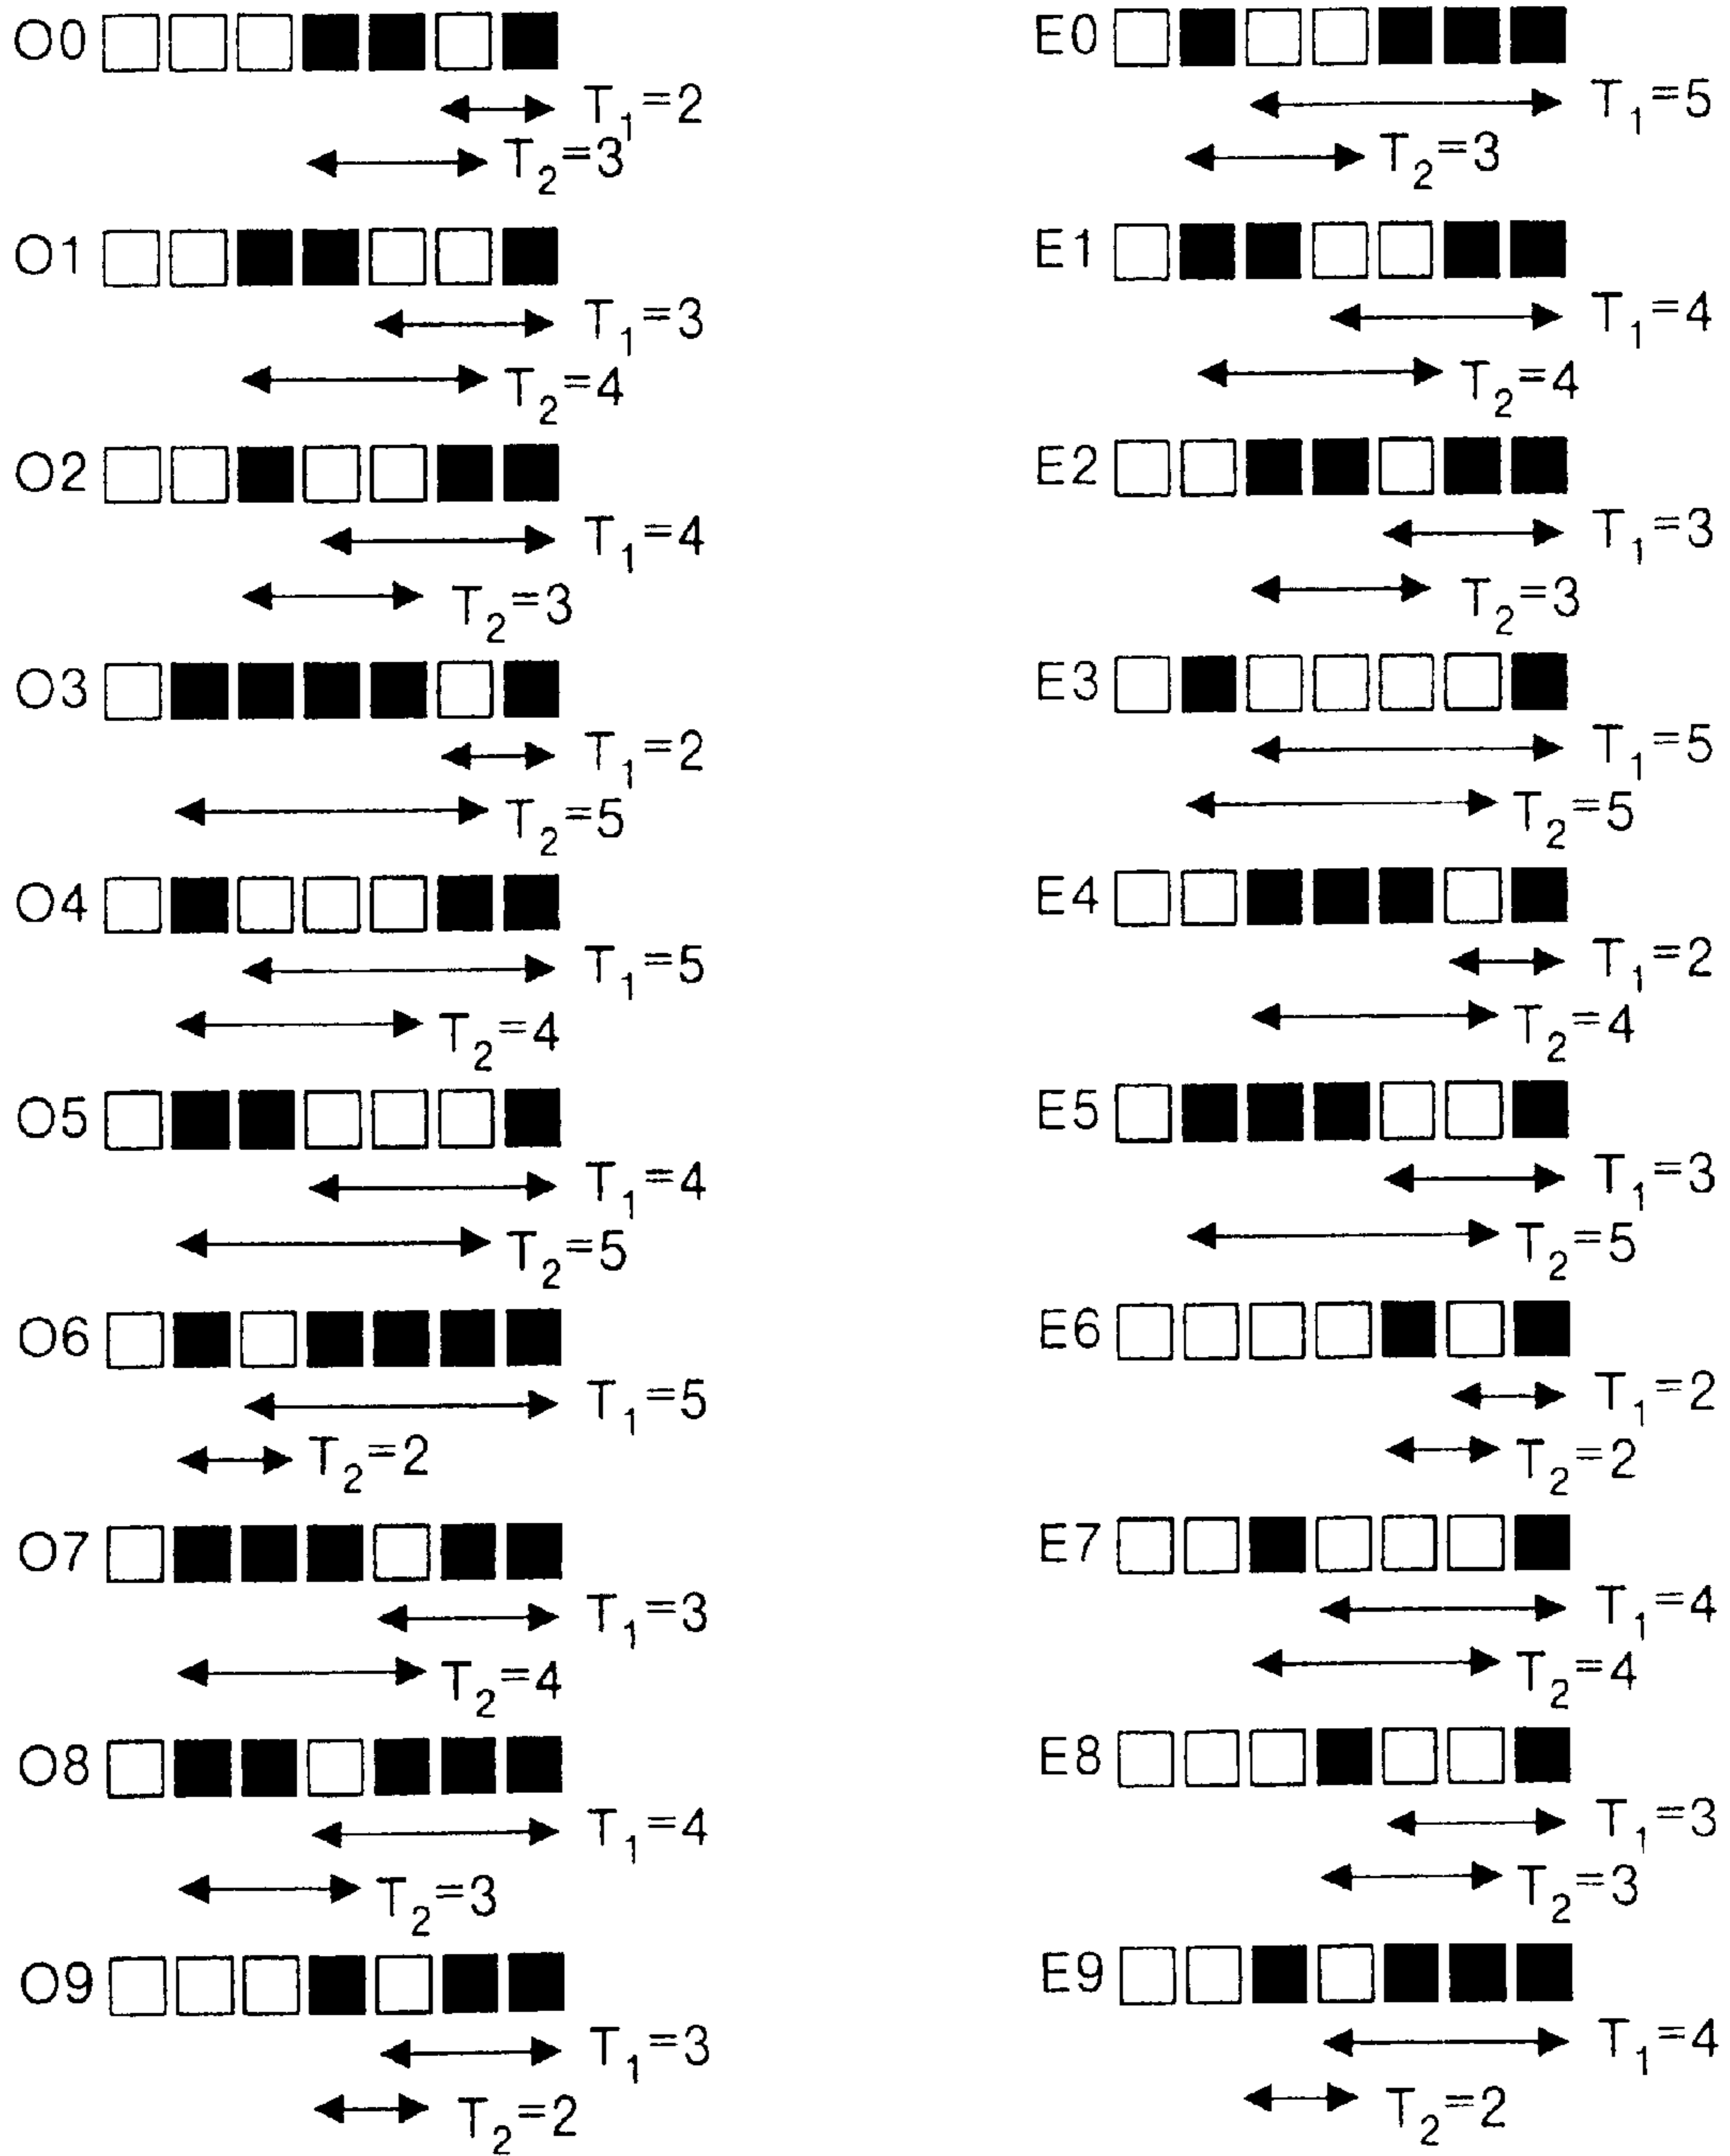 O0
T1=2
T2=3
O1
T1=3
T2=4
O2
T1=4
T2=3
O3
T1=2
T2=5
O4
T1=5
T2=4
O5
T1=4
T2=5
O6
T1=5
T2=2
O7
T1=3
T2=4
O8
T1=4
T2=3
O9
T1=3
T2=2
E0
T1=5
T2=3
E1
T1=4
T2=4
E2
T1=3
T2=3
E3
T1=5
T2=5
E4
T1=2
T2=4
E5
T1=3
T2=5
E6
T1=2
T2=2
E7
T1=4
T2=4
E8
T1=3
T2=3
E9
T1=4
T2=2